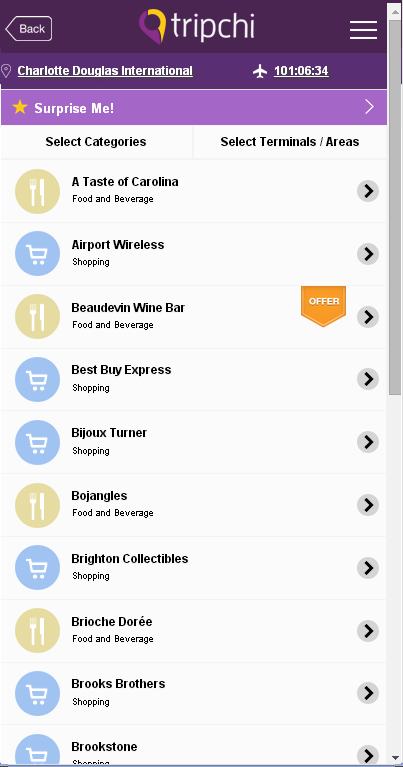 Back
tripchi
Charlotte Douglas International
101:06:34
Surprise Me!
Select Categories
Select Terminals / Areas
A Taste of Carolina
Food and Beverage
Airport Wireless
Shopping
Beaudevin Wine Bar
Food and Beverage
OFFER
Best Buy Express
Shopping
Bijoux Turner
Shopping
Bojangles
Food and Beverage
Brighton Collectibles
Shopping
Brioche Dorée
Food and Beverage
Brooks Brothers
Shopping
Brookstone
Shopping